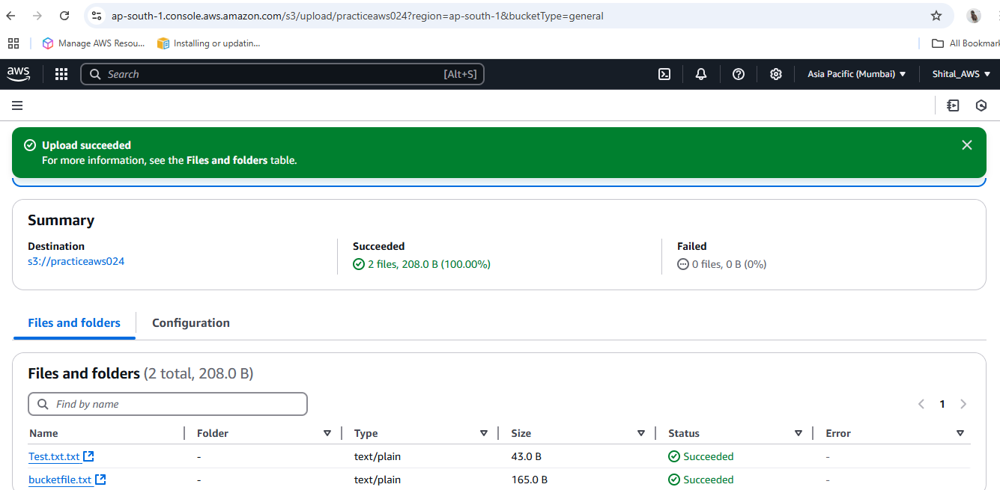 ap-south-1.console.aws.amazon.com/s3/upload/practiceaws024?region=ap-south-1&bucketType=general
Manage AWS Resou... Installing or updatin... All Bookmark
aws Search [Alt+S] Asia Pacific (Mumbai) Shital_AWS
Upload succeeded
For more information, see the Files and folders table.
Summary
Destination Succeeded Failed
s3://practiceaws024 2 files, 208.0 B (100.00%) 0 files, 0 B (0%)
Files and folders Configuration
Files and folders (2 total, 208.0 B)
Find by name 1
Name Folder Type Size Status Error
Test.txt.txt - text/plain 43.0 B Succeeded -
bucketfile.txt - text/plain 165.0 B Succeeded -